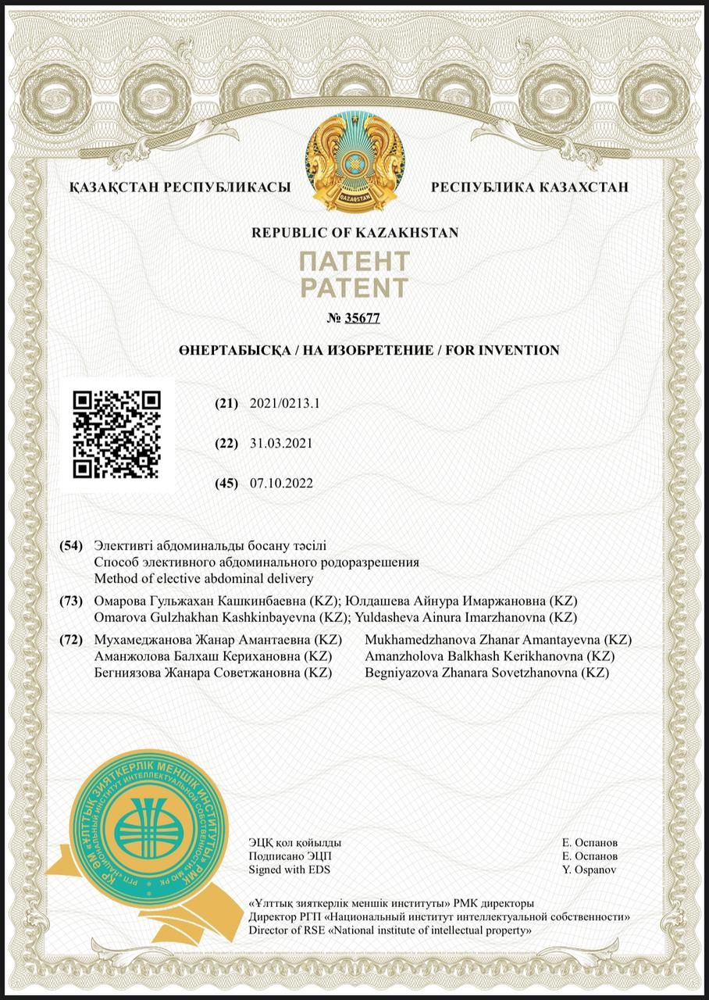 ҚАЗАҚСТАН РЕСПУБЛИКАСЫ
РЕСПУБЛИКА КАЗАХСТАН
QAZAQSTAN
REPUBLIC OF KAZAKHSTAN
ПАТЕНТ
PATENT
№ 35677
ӨНЕРТАБЫСҚА / НА ИЗОБРЕТЕНИЕ / FOR INVENTION
(21) 2021/0213.1
(22) 31.03.2021
(45) 07.10.2022
(54) Элективті абдоминальды босану тәсілі
Способ элективного абдоминального родоразрешения
Method of elective abdominal delivery
(73) Омарова Гульжахан Кашкинбаевна (KZ); Юлдашева Айнура Имаржановна (KZ)
Omarova Gulzhakhan Kashkinbayevna (KZ); Yuldasheva Ainura Imarzhanovna (KZ)
(72) Мухамеджанова Жанар Амантаевна (KZ) Mukhamedzhanova Zhanar Amantayevna (KZ)
Аманжолова Балхаш Керихановна (KZ) Amanzholova Balkhash Kerikhanovna (KZ)
Бегниязова Жанара Советжановна (KZ) Begniyazova Zhanara Sovetzhanovna (KZ)
ҚР ӘМ «ҰЛТТЫҚ ЗИЯТКЕРЛІК МЕНШІК ИНСТИТУТЫ» РМК
РГП «НАЦИОНАЛЬНЫЙ ИНСТИТУТ ИНТЕЛЛЕКТУАЛЬНОЙ СОБСТВЕННОСТИ» МЮ РК
ЭЦҚ қол қойылды Е. Оспанов
Подписано ЭЦП Е. Оспанов
Signed with EDS Y. Ospanov
«Ұлттық зияткерлік меншік институты» РМК директоры
Директор РГП «Национальный институт интеллектуальной собственности»
Director of RSE «National institute of intellectual property»